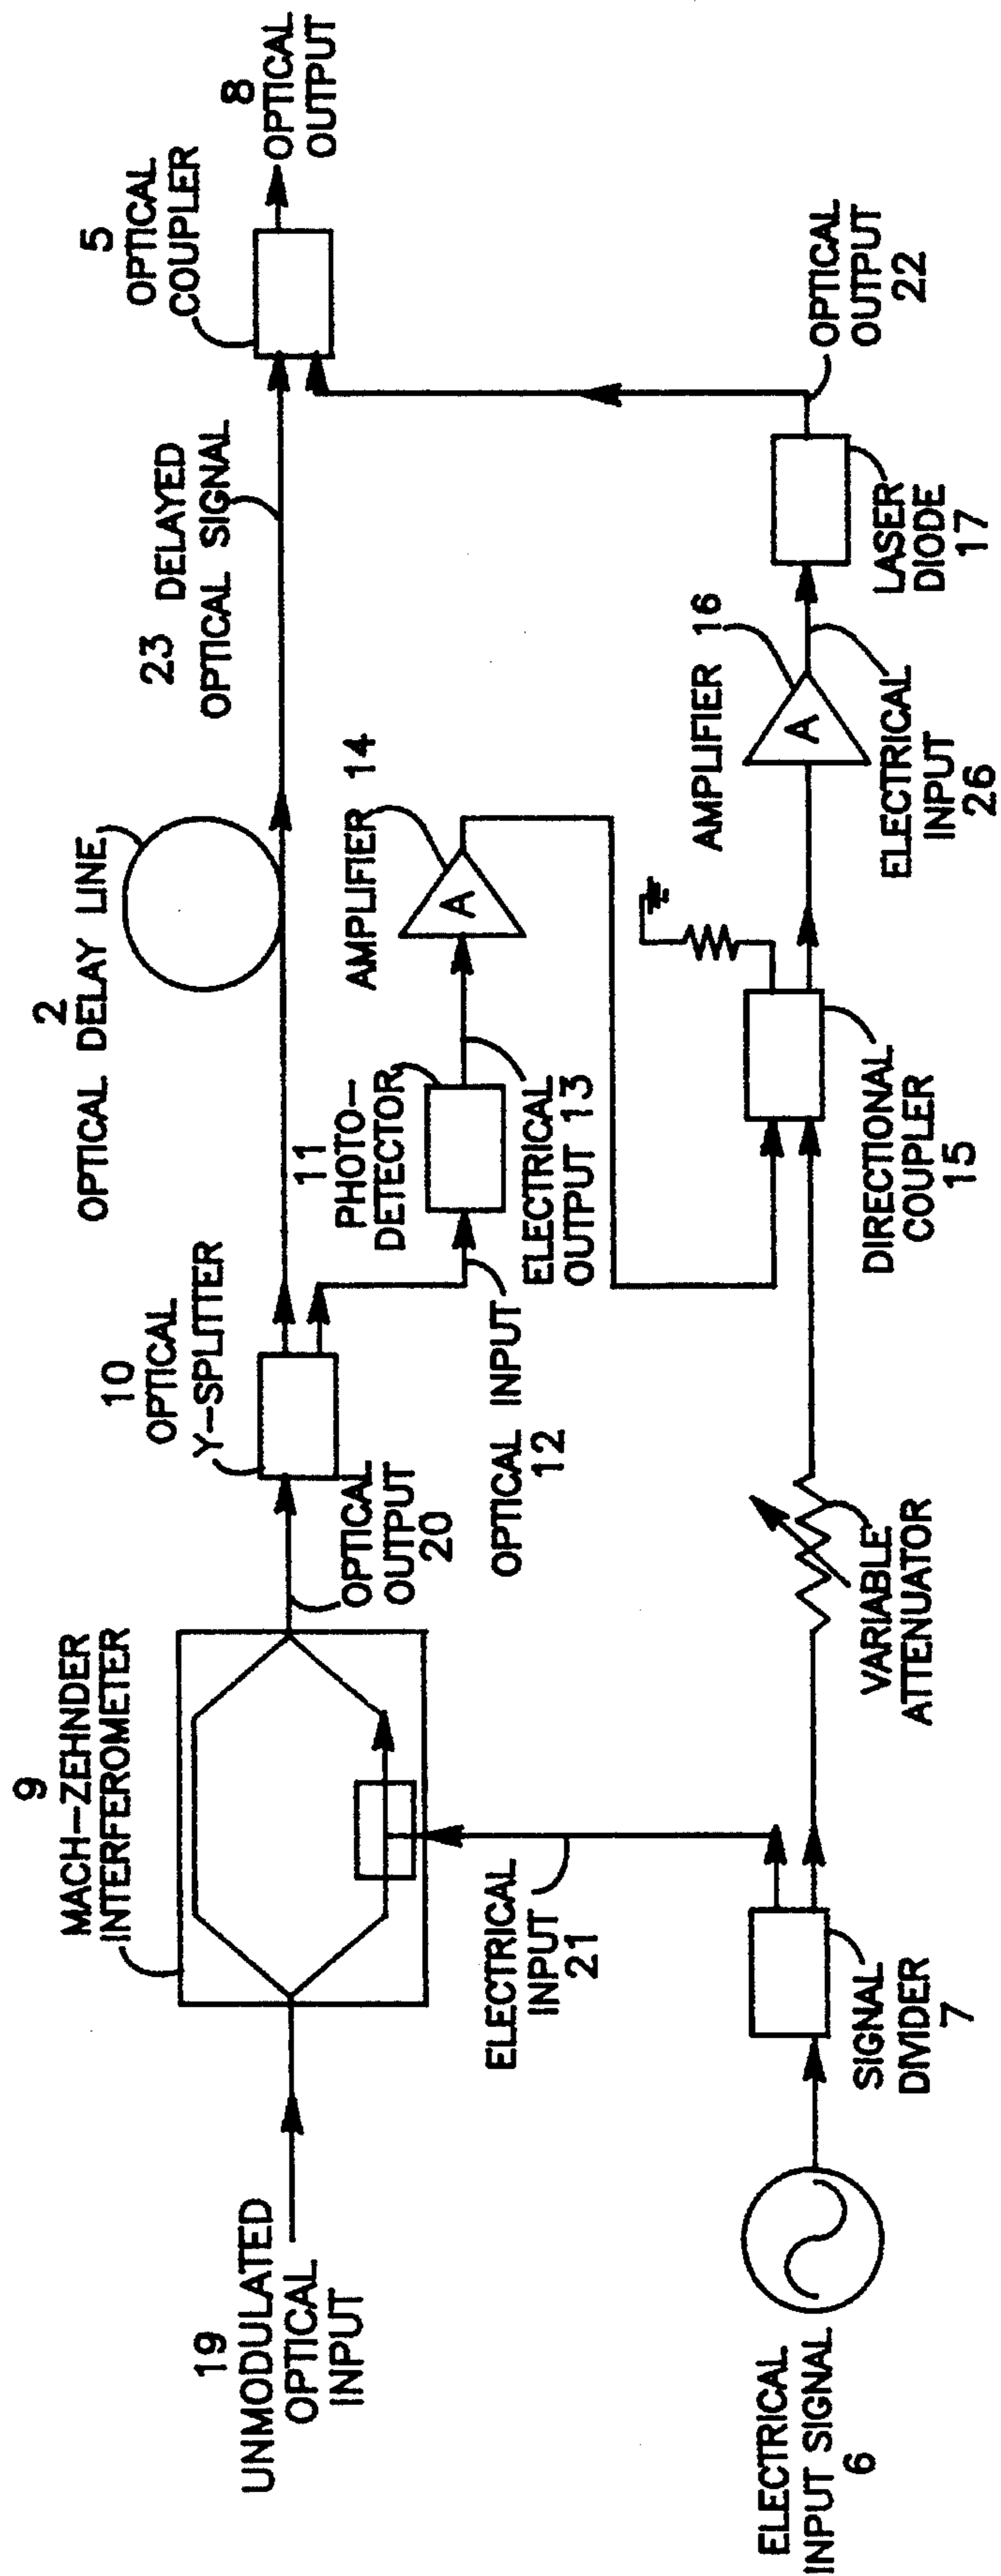 9
MACH-ZEHNDER
INTERFEROMETER
19
UNMODULATED
OPTICAL
INPUT
10
OPTICAL
Y-SPLITTER
OPTICAL
OUTPUT
20
2
OPTICAL DELAY LINE
23 DELAYED
OPTICAL SIGNAL
5
OPTICAL
COUPLER
8
OPTICAL
OUTPUT
11
PHOTO-
DETECTOR
OPTICAL INPUT
12
ELECTRICAL
OUTPUT 13
AMPLIFIER 14
A
ELECTRICAL
INPUT
21
ELECTRICAL
INPUT SIGNAL
6
SIGNAL
DIVIDER
7
VARIABLE
ATTENUATOR
DIRECTIONAL
COUPLER
15
AMPLIFIER 16
A
ELECTRICAL
INPUT
26
LASER
DIODE
17
OPTICAL
OUTPUT
22